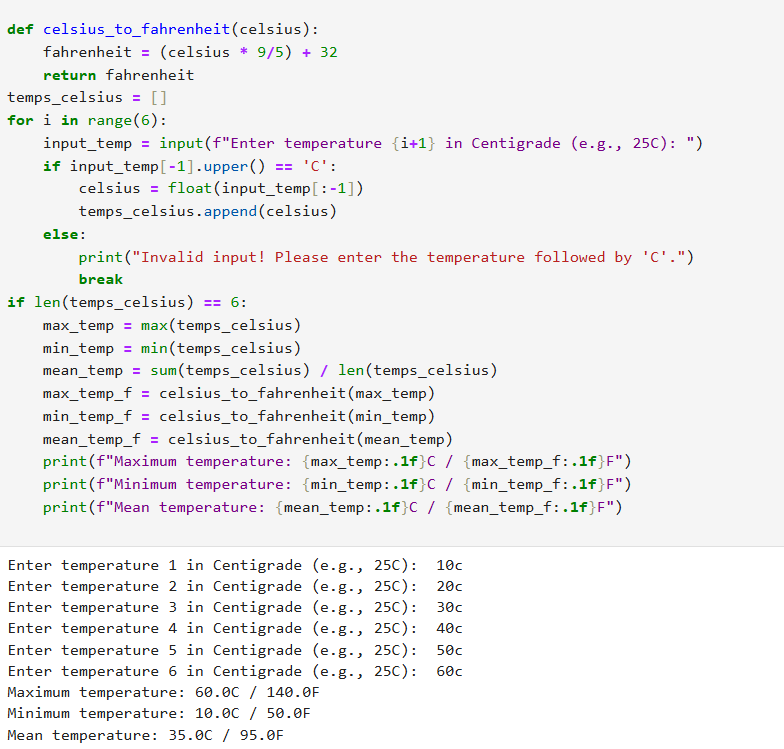 def celsius_to_fahrenheit(celsius):
    fahrenheit = (celsius * 9/5) + 32
    return fahrenheit
temps_celsius = []
for i in range(6):
    input_temp = input(f"Enter temperature {i+1} in Centigrade (e.g., 25C): ")
    if input_temp[-1].upper() == 'C':
        celsius = float(input_temp[:-1])
        temps_celsius.append(celsius)
    else:
        print("Invalid input! Please enter the temperature followed by 'C'.")
        break
if len(temps_celsius) == 6:
    max_temp = max(temps_celsius)
    min_temp = min(temps_celsius)
    mean_temp = sum(temps_celsius) / len(temps_celsius)
    max_temp_f = celsius_to_fahrenheit(max_temp)
    min_temp_f = celsius_to_fahrenheit(min_temp)
    mean_temp_f = celsius_to_fahrenheit(mean_temp)
    print(f"Maximum temperature: {max_temp:.1f}C / {max_temp_f:.1f}F")
    print(f"Minimum temperature: {min_temp:.1f}C / {min_temp_f:.1f}F")
    print(f"Mean temperature: {mean_temp:.1f}C / {mean_temp_f:.1f}F")
Enter temperature 1 in Centigrade (e.g., 25C):  10c
Enter temperature 2 in Centigrade (e.g., 25C):  20c
Enter temperature 3 in Centigrade (e.g., 25C):  30c
Enter temperature 4 in Centigrade (e.g., 25C):  40c
Enter temperature 5 in Centigrade (e.g., 25C):  50c
Enter temperature 6 in Centigrade (e.g., 25C):  60c
Maximum temperature: 60.0C / 140.0F
Minimum temperature: 10.0C / 50.0F
Mean temperature: 35.0C / 95.0F